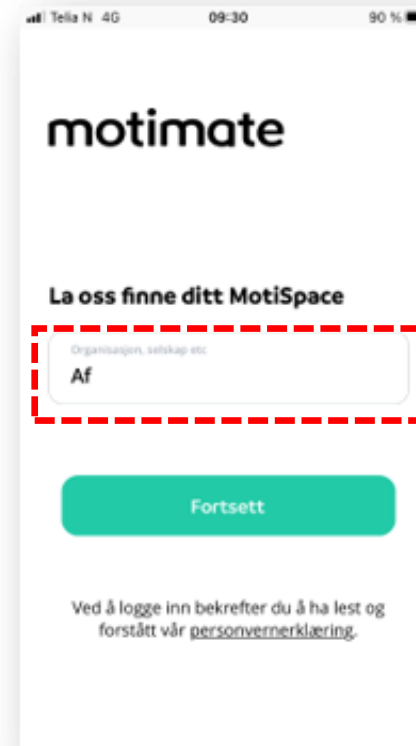 Telia N 4G 09:30 90 %
motimate
La oss finne ditt MotiSpace
Organisasjon, selskap etc
Af
Fortsett
Ved å logge inn bekrefter du å ha lest og
forstått vår personvernerklæring.